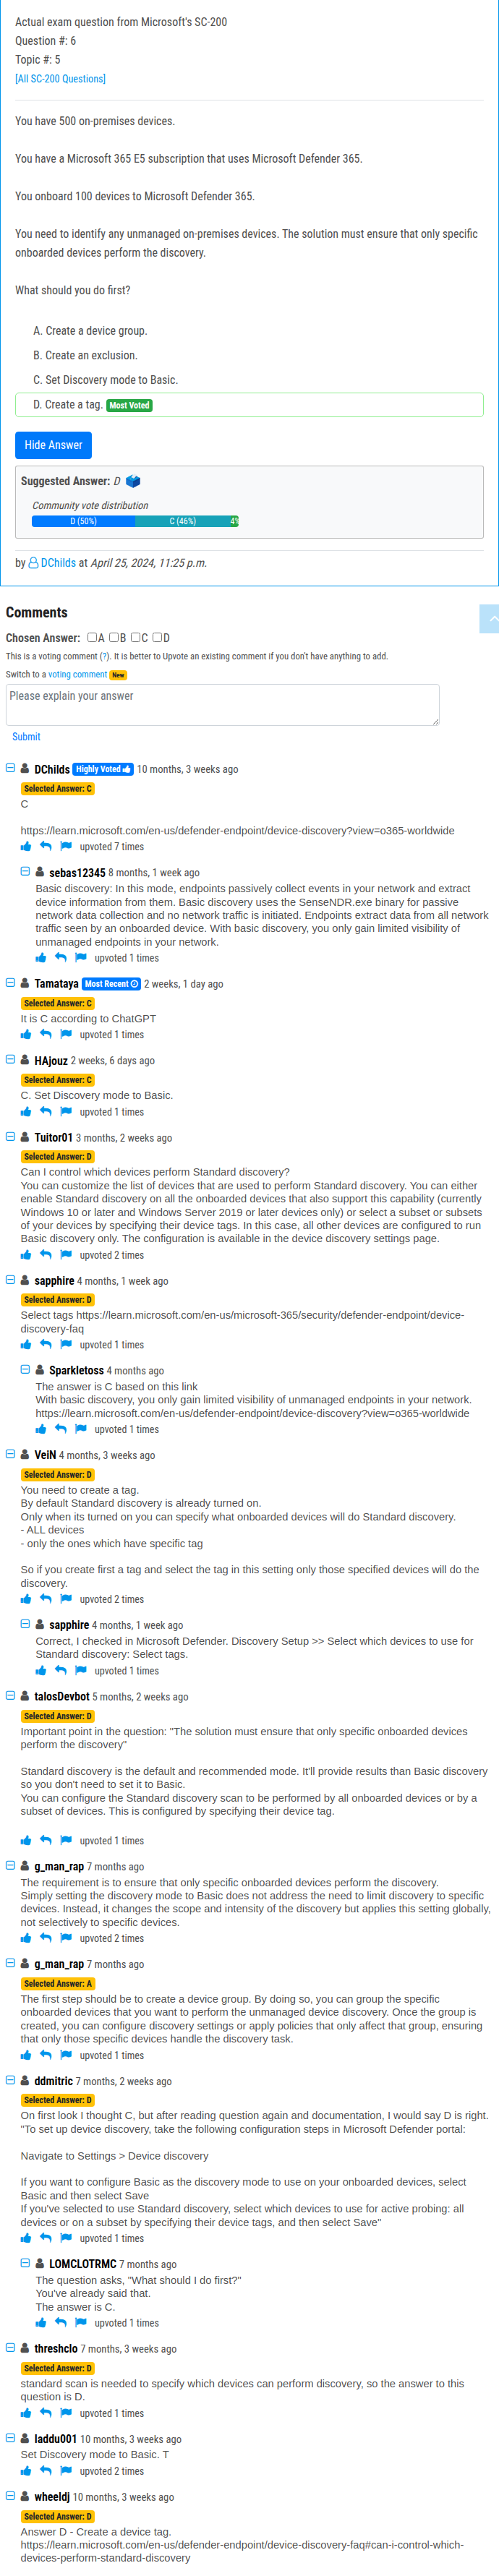 Actual exam question from Microsoft's SC-200
Question #: 6
Topic #: 5
[All SC-200 Questions]
You have 500 on-premises devices.
You have a Microsoft 365 E5 subscription that uses Microsoft Defender 365.
You onboard 100 devices to Microsoft Defender 365.
You need to identify any unmanaged on-premises devices. The solution must ensure that only specific
onboarded devices perform the discovery.
What should you do first?
A. Create a device group.
B. Create an exclusion.
C. Set Discovery mode to Basic.
D. Create a tag. Most Voted
Hide Answer
Suggested Answer: D
Community vote distribution
D (50%) C (46%) 4%
by DChilds at April 25, 2024, 11:25 p.m.
Comments
Chosen Answer: A B C D
This is a voting comment (?). It is better to Upvote an existing comment if you don't have anything to add.
Switch to a voting comment New
Please explain your answer
Submit
DChilds Highly Voted 10 months, 3 weeks ago
Selected Answer: C
C
https://learn.microsoft.com/en-us/defender-endpoint/device-discovery?view=o365-worldwide
upvoted 7 times
sebas12345 8 months, 1 week ago
Basic discovery: In this mode, endpoints passively collect events in your network and extract
device information from them. Basic discovery uses the SenseNDR.exe binary for passive
network data collection and no network traffic is initiated. Endpoints extract data from all network
traffic seen by an onboarded device. With basic discovery, you only gain limited visibility of
unmanaged endpoints in your network.
upvoted 1 times
Tamataya Most Recent 2 weeks, 1 day ago
Selected Answer: C
It is C according to ChatGPT
upvoted 1 times
HAjouz 2 weeks, 6 days ago
Selected Answer: C
C. Set Discovery mode to Basic.
upvoted 1 times
Tuitor01 3 months, 2 weeks ago
Selected Answer: D
Can I control which devices perform Standard discovery?
You can customize the list of devices that are used to perform Standard discovery. You can either
enable Standard discovery on all the onboarded devices that also support this capability (currently
Windows 10 or later and Windows Server 2019 or later devices only) or select a subset or subsets
of your devices by specifying their device tags. In this case, all other devices are configured to run
Basic discovery only. The configuration is available in the device discovery settings page.
upvoted 2 times
sapphire 4 months, 1 week ago
Selected Answer: D
Select tags https://learn.microsoft.com/en-us/microsoft-365/security/defender-endpoint/device-
discovery-faq
upvoted 1 times
Sparkletoss 4 months ago
The answer is C based on this link
With basic discovery, you only gain limited visibility of unmanaged endpoints in your network.
https://learn.microsoft.com/en-us/defender-endpoint/device-discovery?view=o365-worldwide
upvoted 1 times
VeiN 4 months, 3 weeks ago
Selected Answer: D
You need to create a tag.
By default Standard discovery is already turned on.
Only when its turned on you can specify what onboarded devices will do Standard discovery.
- ALL devices
- only the ones which have specific tag
So if you create first a tag and select the tag in this setting only those specified devices will do the
discovery.
upvoted 2 times
sapphire 4 months, 1 week ago
Correct, I checked in Microsoft Defender. Discovery Setup >> Select which devices to use for
Standard discovery: Select tags.
upvoted 1 times
talosDevbot 5 months, 2 weeks ago
Selected Answer: D
Important point in the question: "The solution must ensure that only specific onboarded devices
perform the discovery"
Standard discovery is the default and recommended mode. It'll provide results than Basic discovery
so you don't need to set it to Basic.
You can configure the Standard discovery scan to be performed by all onboarded devices or by a
subset of devices. This is configured by specifying their device tag.
upvoted 1 times
g_man_rap 7 months ago
The requirement is to ensure that only specific onboarded devices perform the discovery.
Simply setting the discovery mode to Basic does not address the need to limit discovery to specific
devices. Instead, it changes the scope and intensity of the discovery but applies this setting globally,
not selectively to specific devices.
upvoted 2 times
g_man_rap 7 months ago
Selected Answer: A
The first step should be to create a device group. By doing so, you can group the specific
onboarded devices that you want to perform the unmanaged device discovery. Once the group is
created, you can configure discovery settings or apply policies that only affect that group, ensuring
that only those specific devices handle the discovery task.
upvoted 1 times
ddmitric 7 months, 2 weeks ago
Selected Answer: D
On first look I thought C, but after reading question again and documentation, I would say D is right.
"To set up device discovery, take the following configuration steps in Microsoft Defender portal:
Navigate to Settings > Device discovery
If you want to configure Basic as the discovery mode to use on your onboarded devices, select
Basic and then select Save
If you've selected to use Standard discovery, select which devices to use for active probing: all
devices or on a subset by specifying their device tags, and then select Save"
upvoted 1 times
LOMCLOTRMC 7 months ago
The question asks, "What should I do first?"
You've already said that.
The answer is C.
upvoted 1 times
threshclo 7 months, 3 weeks ago
Selected Answer: D
standard scan is needed to specify which devices can perform discovery, so the answer to this
question is D.
upvoted 1 times
laddu001 10 months, 3 weeks ago
Set Discovery mode to Basic. T
upvoted 2 times
wheeldj 10 months, 3 weeks ago
Selected Answer: D
Answer D - Create a device tag.
https://learn.microsoft.com/en-us/defender-endpoint/device-discovery-faq#can-i-control-which-
devices-perform-standard-discovery